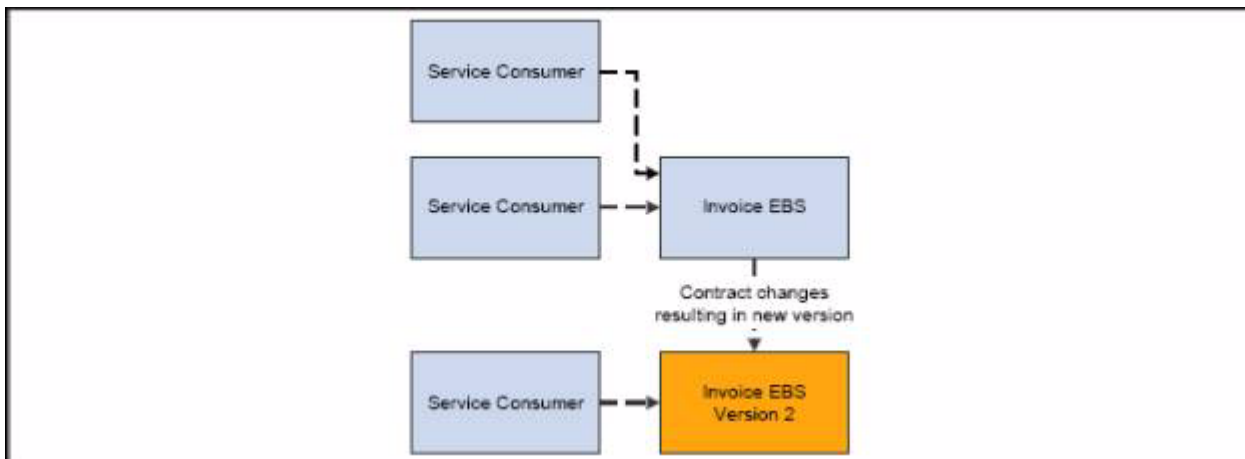 Service Consumer
Service Consumer
Invoice EBS
Contract changes
resulting in new version
Service Consumer
Invoice EBS
Version 2